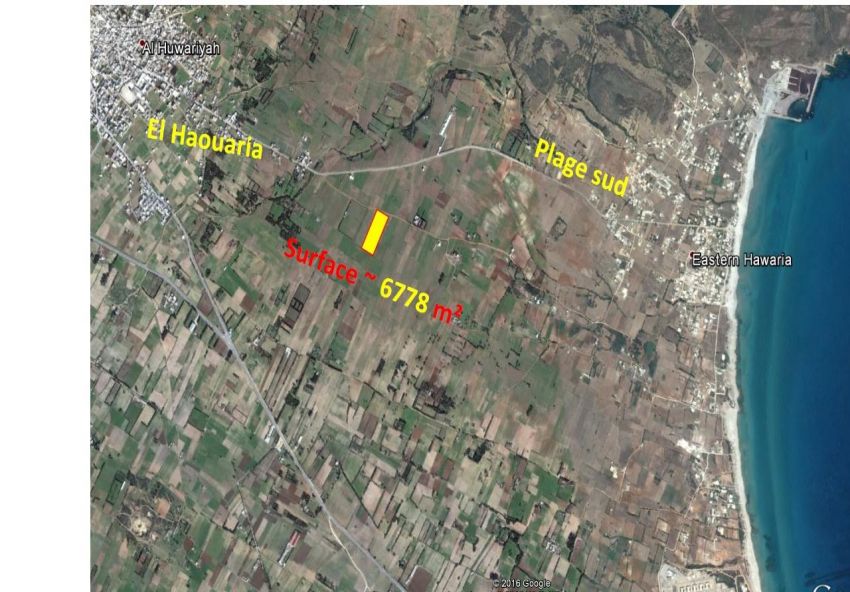 Al Huwariyah
El Haouaria
Plage sud
Eastern Hawaria
Surface ~ 6778 m²
© 2016 Google